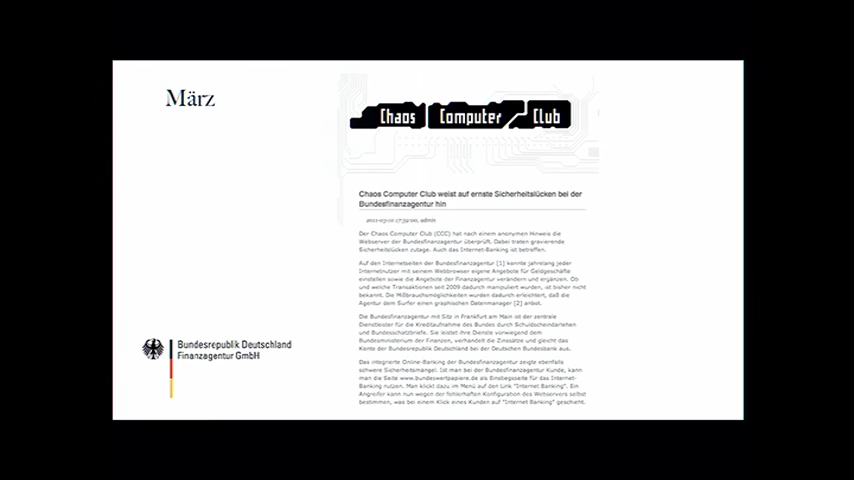 März
Chaos Computer Club
Chaos Computer Club weist auf ernste Sicherheitslücken bei der
Bundesfinanzagentur hin
admin
Der Chaos Computer Club (CCC) hat nach einem anonymen Hinweis die
Webserver der Bundesfinanzagentur überprüft. Dabei traten gravierende
Sicherheitslücken zutage. Auch das Internet-Banking ist betroffen.
Auf den Internetseiten der Bundesfinanzagentur [1] konnte jahrelang jeder
Internetnutzer mit seinem Webbrowser eigene Angebote für Geldgeschäfte
einstellen sowie die Angebote der Finanzagentur verändern und ergänzen. Ob
und welche Transaktionen seit 2009 dadurch manipuliert wurden, ist bisher nicht
bekannt. Die Mißbrauchsmöglichkeiten wurden dadurch erleichtert, daß die
Agentur dem Surfer einen graphischen Datenmanager [2] anbot.
Die Bundesfinanzagentur mit Sitz in Frankfurt am Main ist der zentrale
Dienstleister für die Kreditaufnahme des Bundes durch Schuldscheindarlehen
und Bundesschatzbriefe. Sie leistet ihre Dienste vorwiegend dem
Bundesministerium der Finanzen, verhandelt die Zinssätze und gleicht das
Konto der Bundesrepublik Deutschland bei der Deutschen Bundesbank aus.
Das integrierte Online-Banking der Bundesfinanzagentur zeigte ebenfalls
schwere Sicherheitsmängel. Ist man bei der Bundesfinanzagentur Kunde, kann
man die Seite www.bundeswertpapiere.de als Einstiegsseite für das Internet-
Banking nutzen. Man klickt dazu im Menü auf den Link "Internet Banking". Ein
Angreifer kann nun wegen der fehlerhaften Konfiguration des Webservers selbst
bestimmen, was bei einem Klick eines Kunden auf "Internet Banking" geschieht.
Bundesrepublik Deutschland
Finanzagentur GmbH